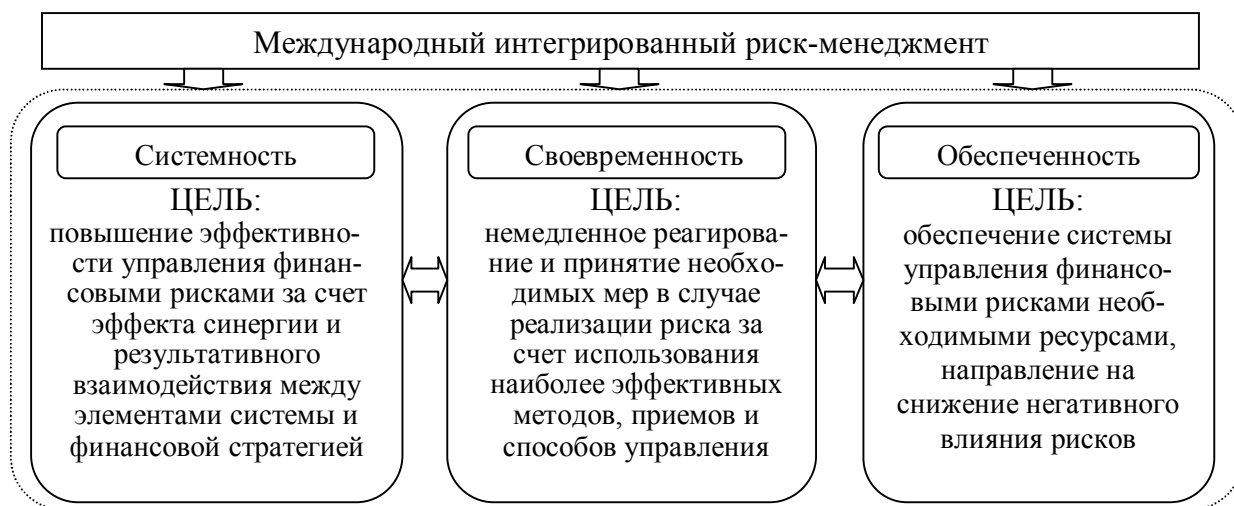 Международный интегрированный риск-менеджмент
Системность
ЦЕЛЬ:
повышение эффективно-
сти управления финан-
совыми рисками за счет
эффекта синергии и
результативного
взаимодействия между
элементами системы и
финансовой стратегией
Своевременность
ЦЕЛЬ:
немедленное реагирова-
ние и принятие необхо-
димых мер в случае
реализации риска за
счет использования
наиболее эффективных
методов, приемов и
способов управления
Обеспеченность
ЦЕЛЬ:
обеспечение системы
управления финансо-
выми рисками необ-
ходимыми ресурсами,
направление на
снижение негативного
влияния рисков